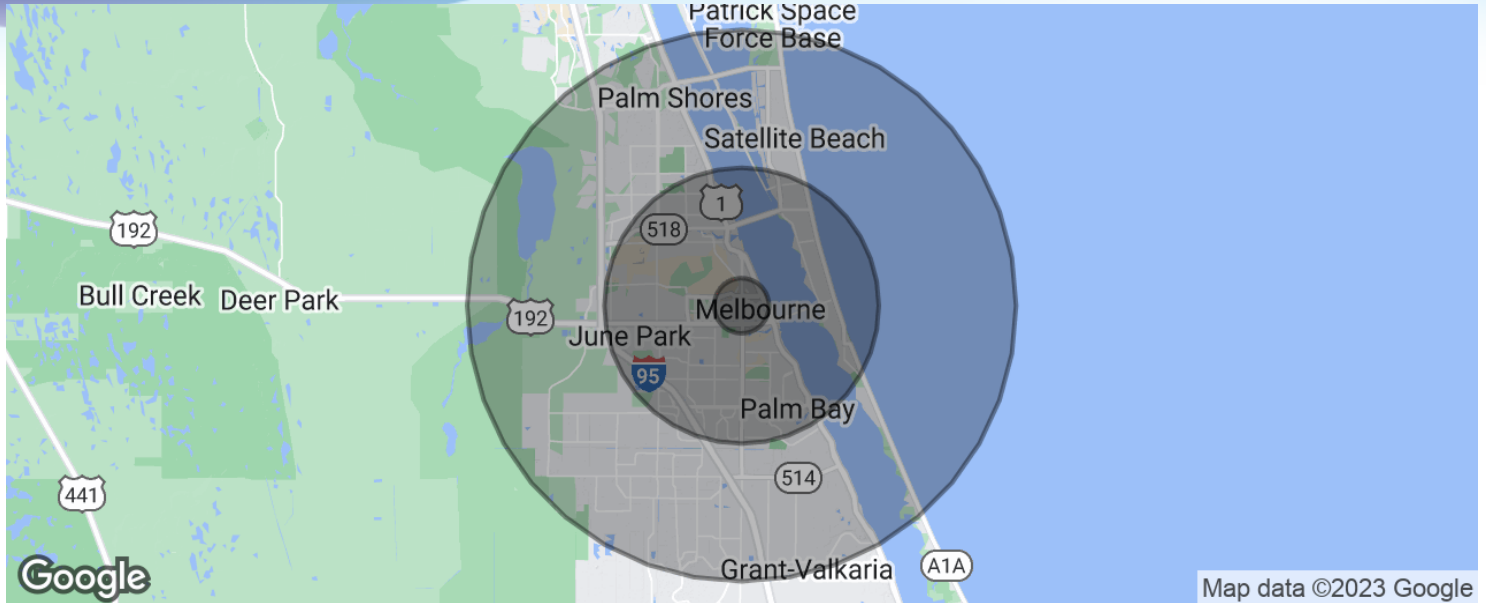 Patrick Space
Force Base
Palm Shores
Satellite Beach
1
518
192
Bull Creek
Deer Park
192
Melbourne
June Park
95
Palm Bay
514
441
Grant-Valkaria
A1A
Google
Map data ©2023 Google